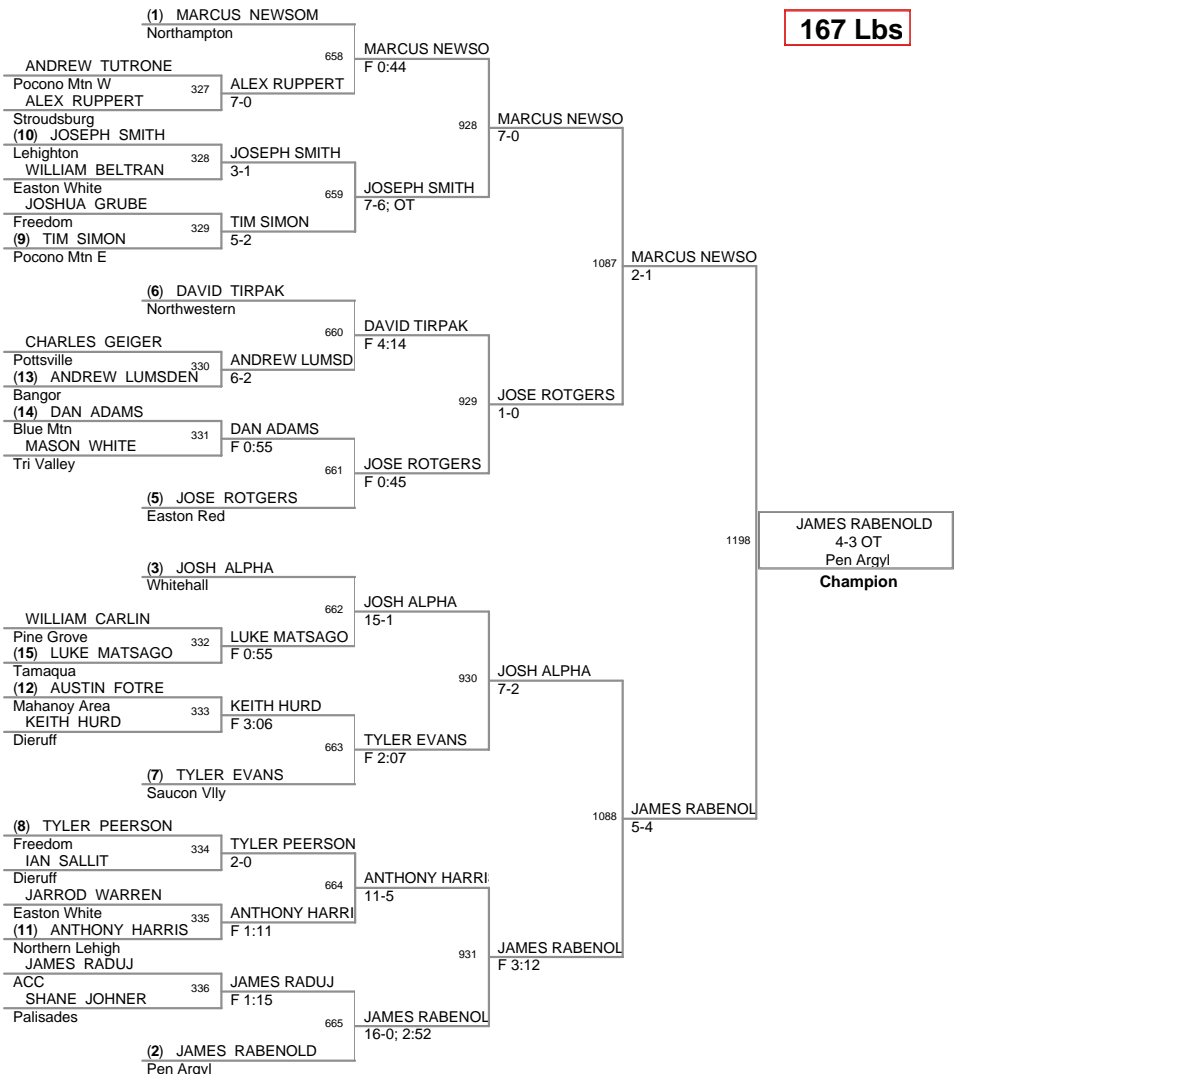 167 Lbs
(1) MARCUS NEWSOM
Northampton
658
MARCUS NEWSO
F 0:44
ANDREW TUTRONE
Pocono Mtn W
327
ALEX RUPPERT
ALEX RUPPERT
7-0
Stroudsburg
928
MARCUS NEWSO
7-0
(10) JOSEPH SMITH
Lehighton
328
JOSEPH SMITH
WILLIAM BELTRAN
3-1
Easton White
659
JOSEPH SMITH
7-6; OT
JOSHUA GRUBE
Freedom
329
TIM SIMON
(9) TIM SIMON
5-2
Pocono Mtn E
1087
MARCUS NEWSO
2-1
(6) DAVID TIRPAK
Northwestern
660
DAVID TIRPAK
F 4:14
CHARLES GEIGER
Pottsville
330
ANDREW LUMSD
(13) ANDREW LUMSDEN
6-2
Bangor
929
JOSE ROTGERS
1-0
(14) DAN ADAMS
Blue Mtn
331
DAN ADAMS
MASON WHITE
F 0:55
Tri Valley
661
JOSE ROTGERS
F 0:45
(5) JOSE ROTGERS
Easton Red
1198
JAMES RABENOLD
4-3 OT
Pen Argyl
Champion
(3) JOSH ALPHA
Whitehall
662
JOSH ALPHA
15-1
WILLIAM CARLIN
Pine Grove
332
LUKE MATSAGO
(15) LUKE MATSAGO
F 0:55
Tamaqua
930
JOSH ALPHA
7-2
(12) AUSTIN FOTRE
Mahanoy Area
333
KEITH HURD
KEITH HURD
F 3:06
Dieruff
663
TYLER EVANS
F 2:07
(7) TYLER EVANS
Saucon Vlly
1088
JAMES RABENOL
5-4
(8) TYLER PEERSON
Freedom
334
TYLER PEERSON
IAN SALLIT
2-0
Dieruff
664
ANTHONY HARRI
11-5
JARROD WARREN
Easton White
335
ANTHONY HARRI
(11) ANTHONY HARRIS
F 1:11
Northern Lehigh
931
JAMES RABENOL
F 3:12
JAMES RADUJ
ACC
336
JAMES RADUJ
SHANE JOHNER
F 1:15
Palisades
665
JAMES RABENOL
16-0; 2:52
(2) JAMES RABENOLD
Pen Argyl